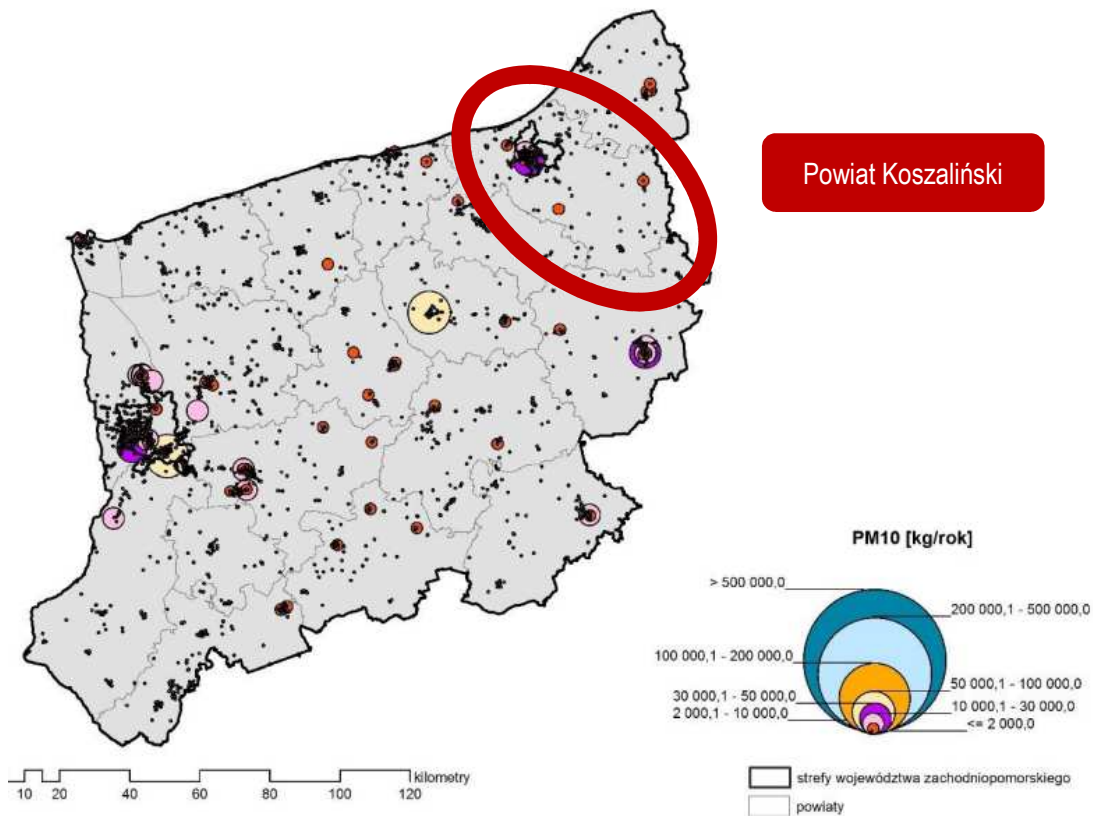 Powiat Koszaliński
PM10 [kg/rok]
> 500 000,0
200 000,1 - 500 000,0
100 000,1 - 200 000,0
50 000,1 - 100 000,0
30 000,1 - 50 000,0
10 000,1 - 30 000,0
2 000,1 - 10 000,0
<= 2 000,0
kilometry
10 20 40 60 80 100 120
strefy województwa zachodniopomorskiego
powiaty